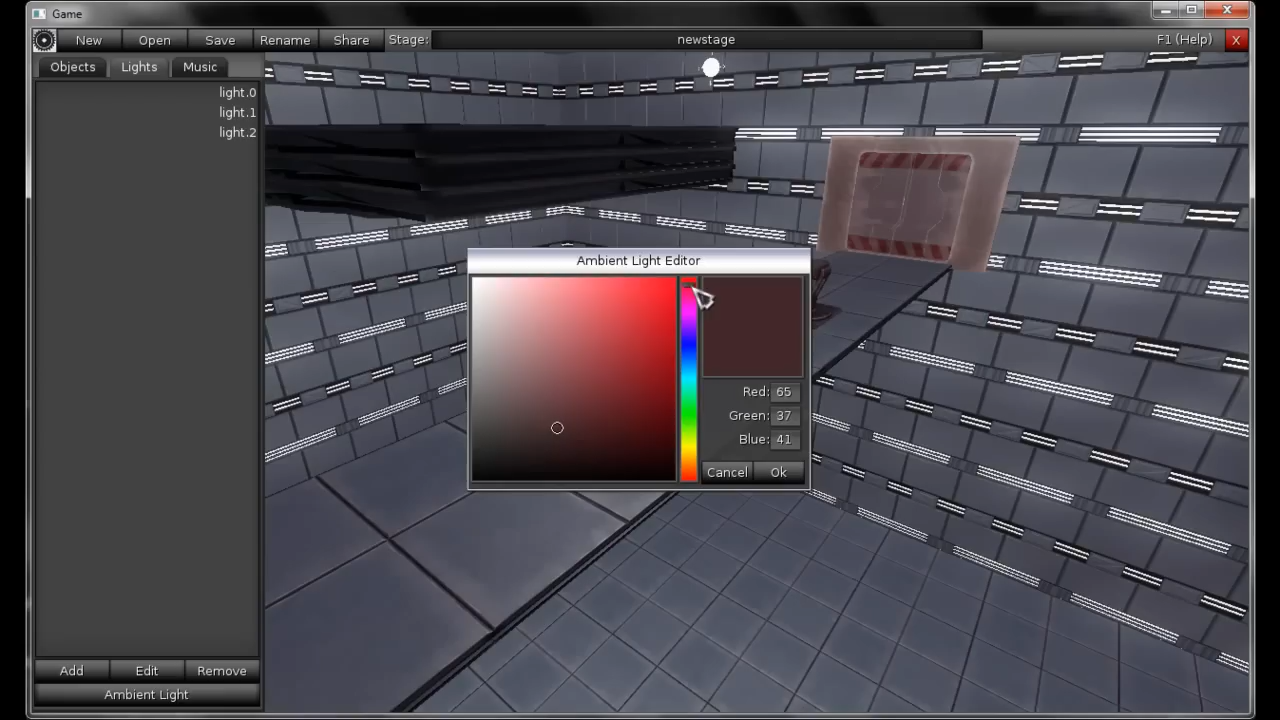 Game
New Open Save Rename Share Stage: newstage F1 (Help) X
Objects Lights Music
light.0
light.1
light.2
Ambient Light Editor
Red: 65
Green: 37
Blue: 41
Cancel Ok
Add Edit Remove
Ambient Light